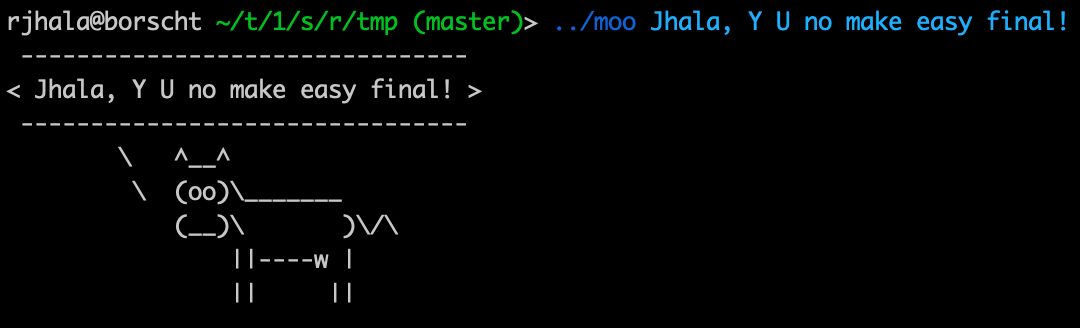 rjhala@borscht ~/t/1/s/r/tmp (master)> ../moo Jhala, Y U no make easy final!
 --------------------------------
< Jhala, Y U no make easy final! >
 --------------------------------
        \   ^__^
         \  (oo)\_______
            (__)\       )\/\
                ||----w |
                ||     ||